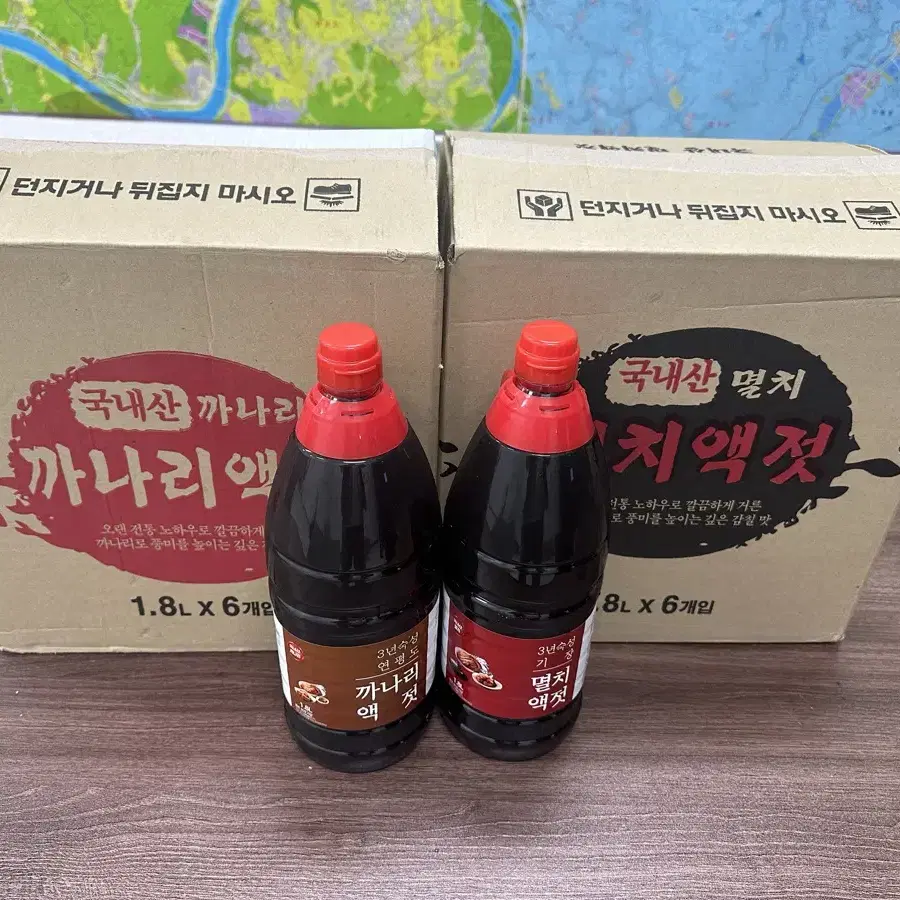 던지거나 뒤집지 마시오
국내산 까나리
까나리액
오랜 전통 노하우로 깔끔하게
까나리로 풍미를 높이는 깊은
1.8L X 6개입
던지거나 뒤집지 마시오
국내산 멸치
치액젓
전통 노하우로 깔끔하게 거른
로 풍미를 높이는 깊은 감칠 맛
.8L X 6개입
3년숙성
연평도
까나리
액젓
1.8L
3년숙성
기장
멸치
액젓